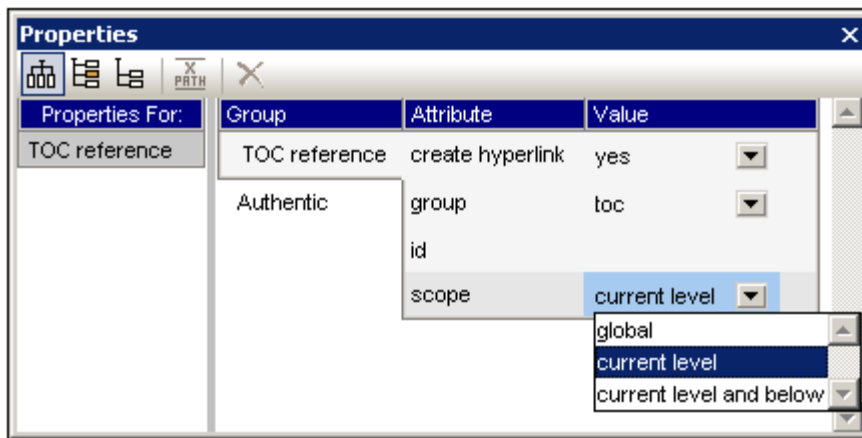 Properties
X
PATH
Properties For:
Group
Attribute
Value
TOC reference
TOC reference
create hyperlink
yes
Authentic
group
toc
id
scope
current level
global
current level
current level and below